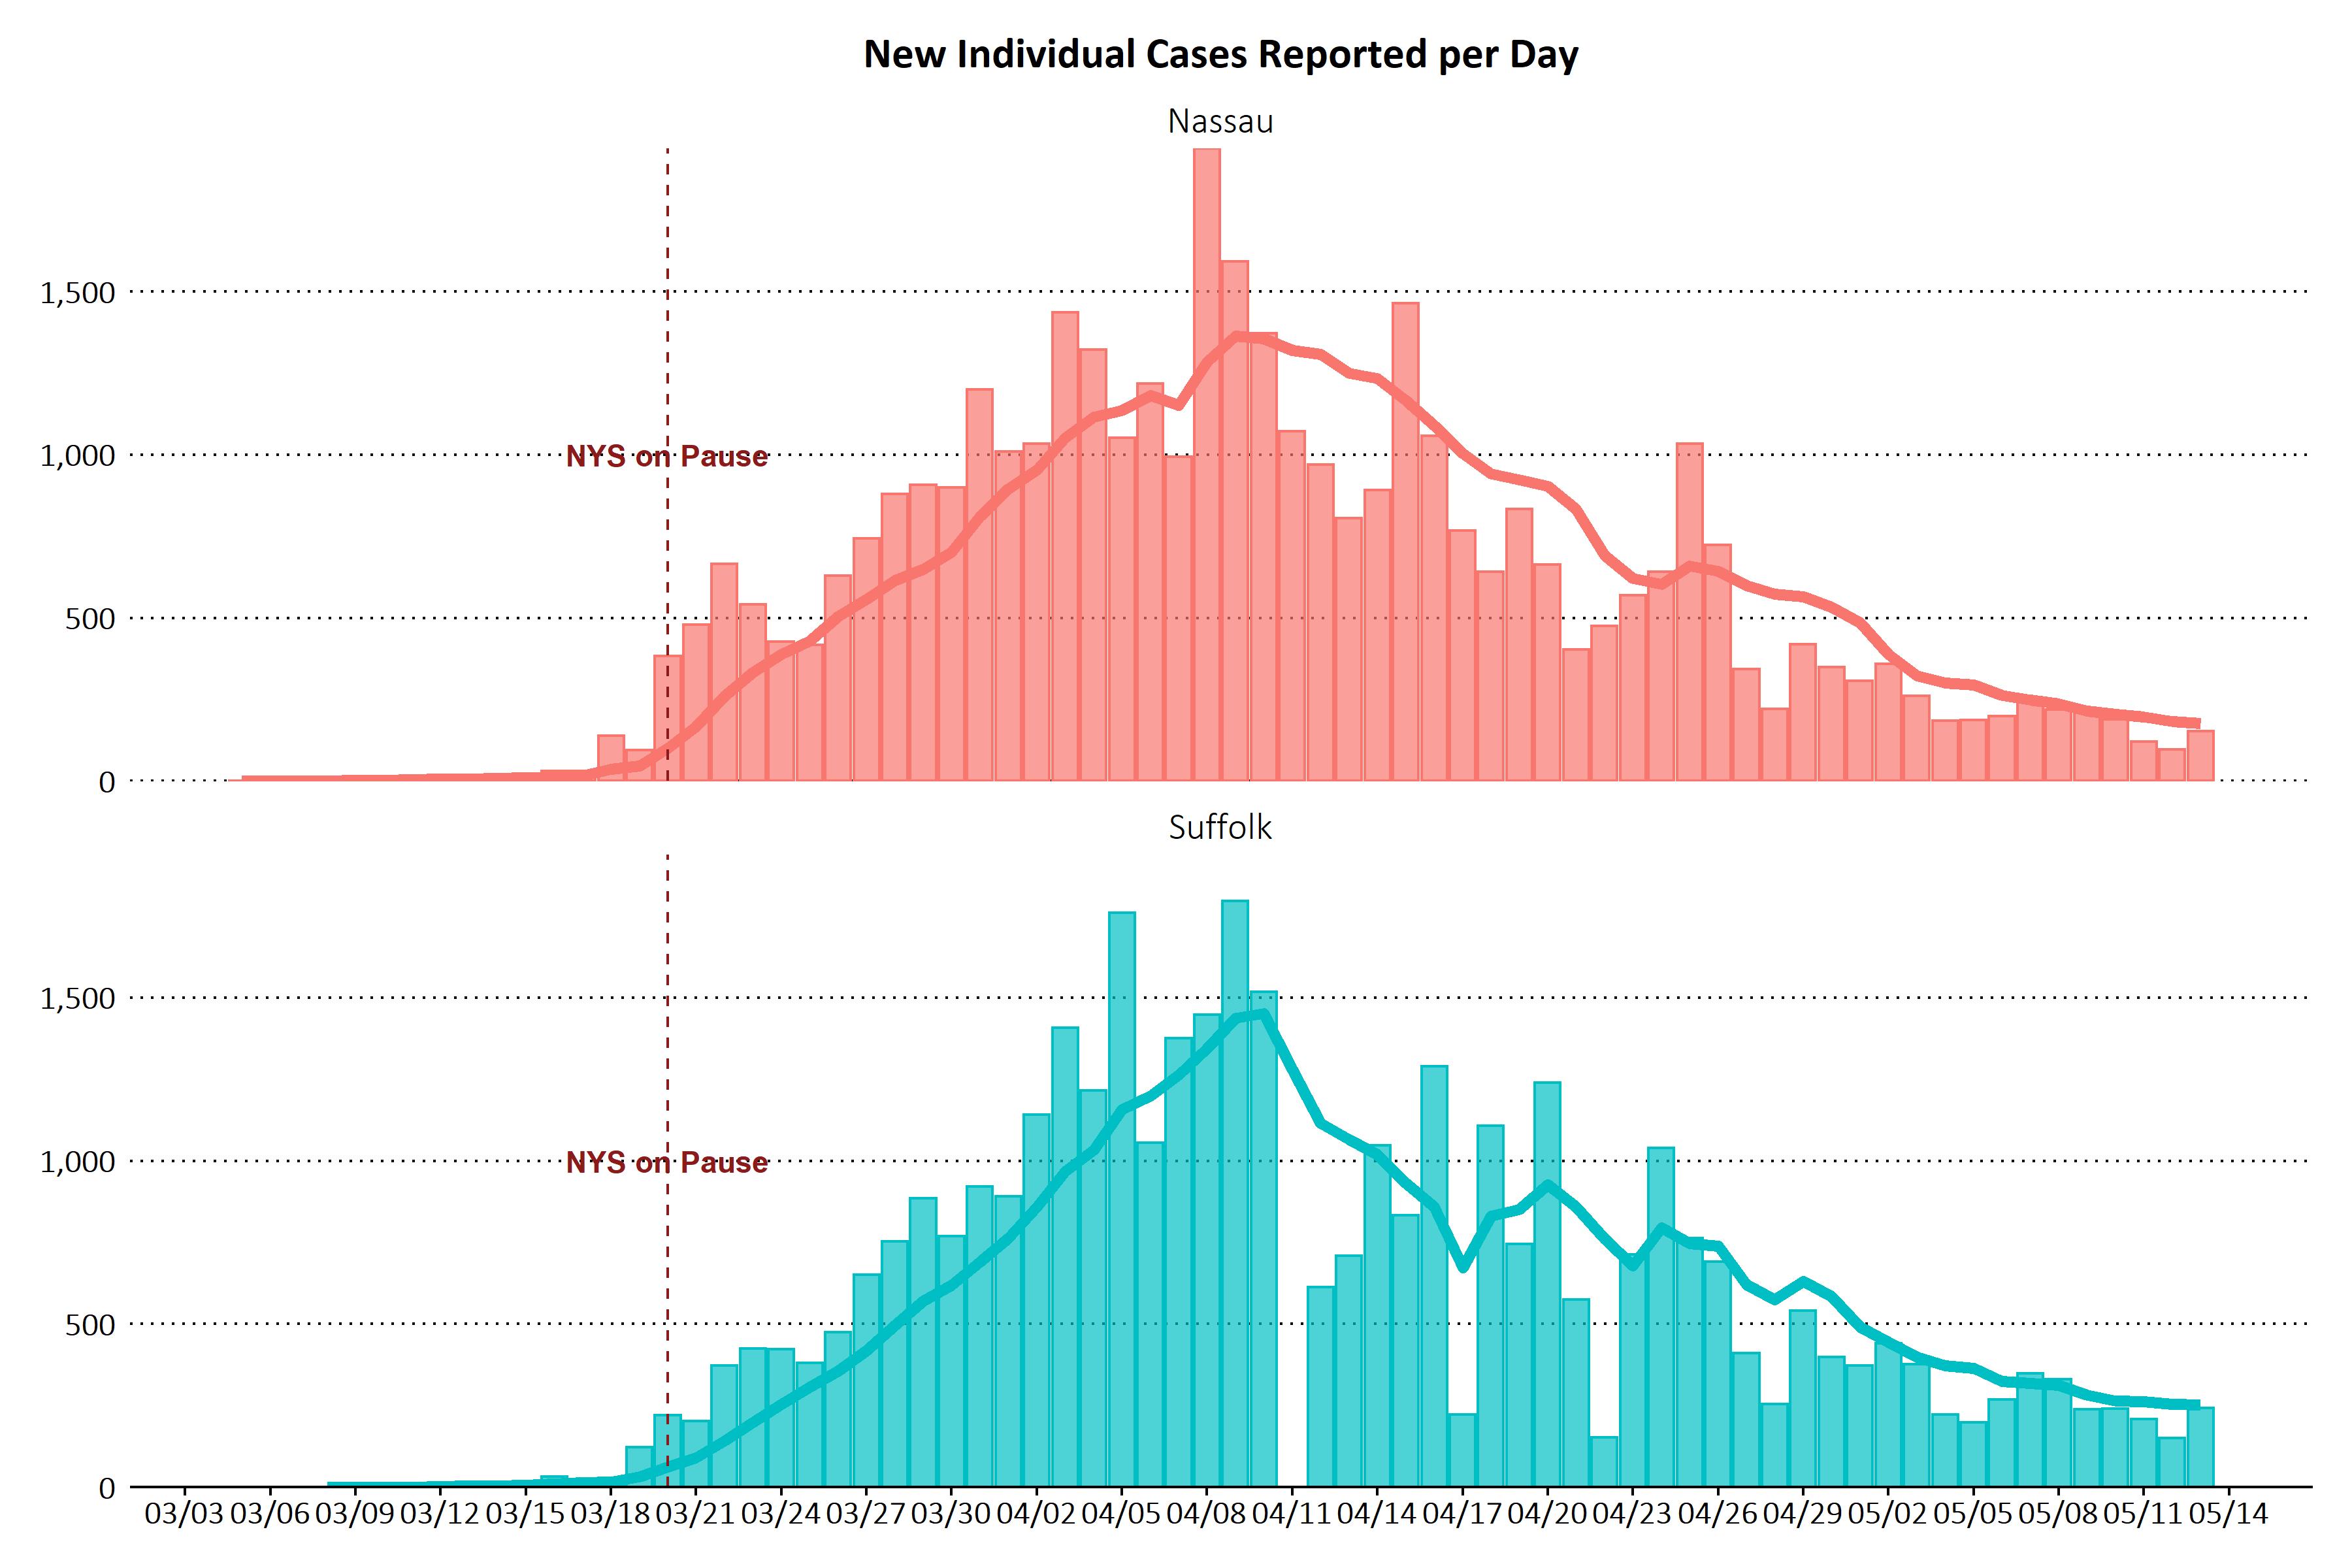 New Individual Cases Reported per Day
Nassau
1,500
1,000
NYS on Pause
500
0
Suffolk
1,500
1,000
NYS on Pause
500
0
03/03 03/06 03/09 03/12 03/15 03/18 03/21 03/24 03/27 03/30 04/02 04/05 04/08 04/11 04/14 04/17 04/20 04/23 04/26 04/29 05/02 05/05 05/08 05/11 05/14